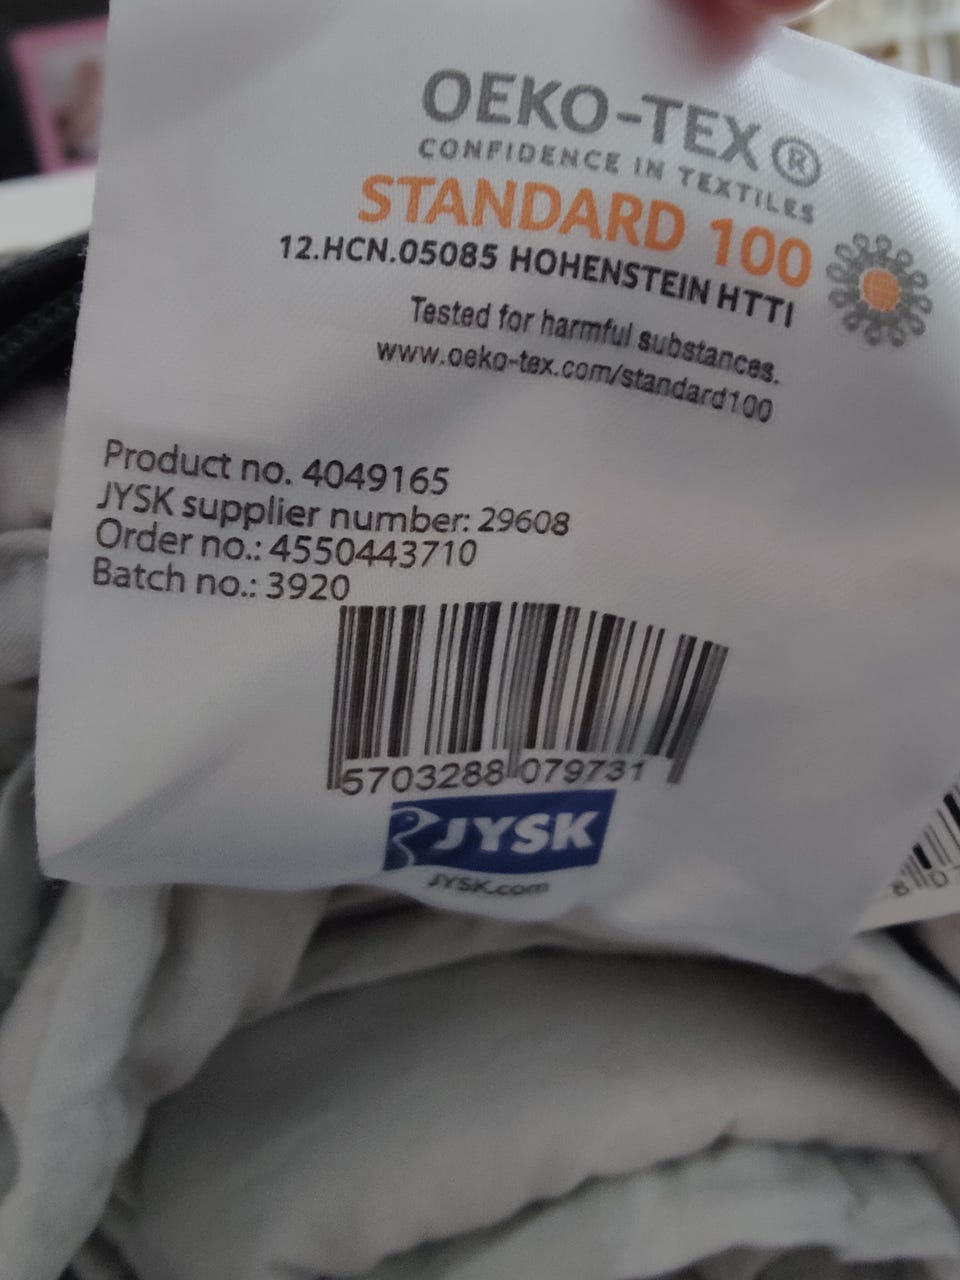 OEKO-TEX®
CONFIDENCE IN TEXTILES
STANDARD 100
12.HCN.05085 HOHENSTEIN HTTI
Tested for harmful substances.
www.oeko-tex.com/standard100
Product no. 4049165
JYSK supplier number: 29608
Order no.: 4550443710
Batch no.: 3920
5703288 079731
JYSK
JYSK.com